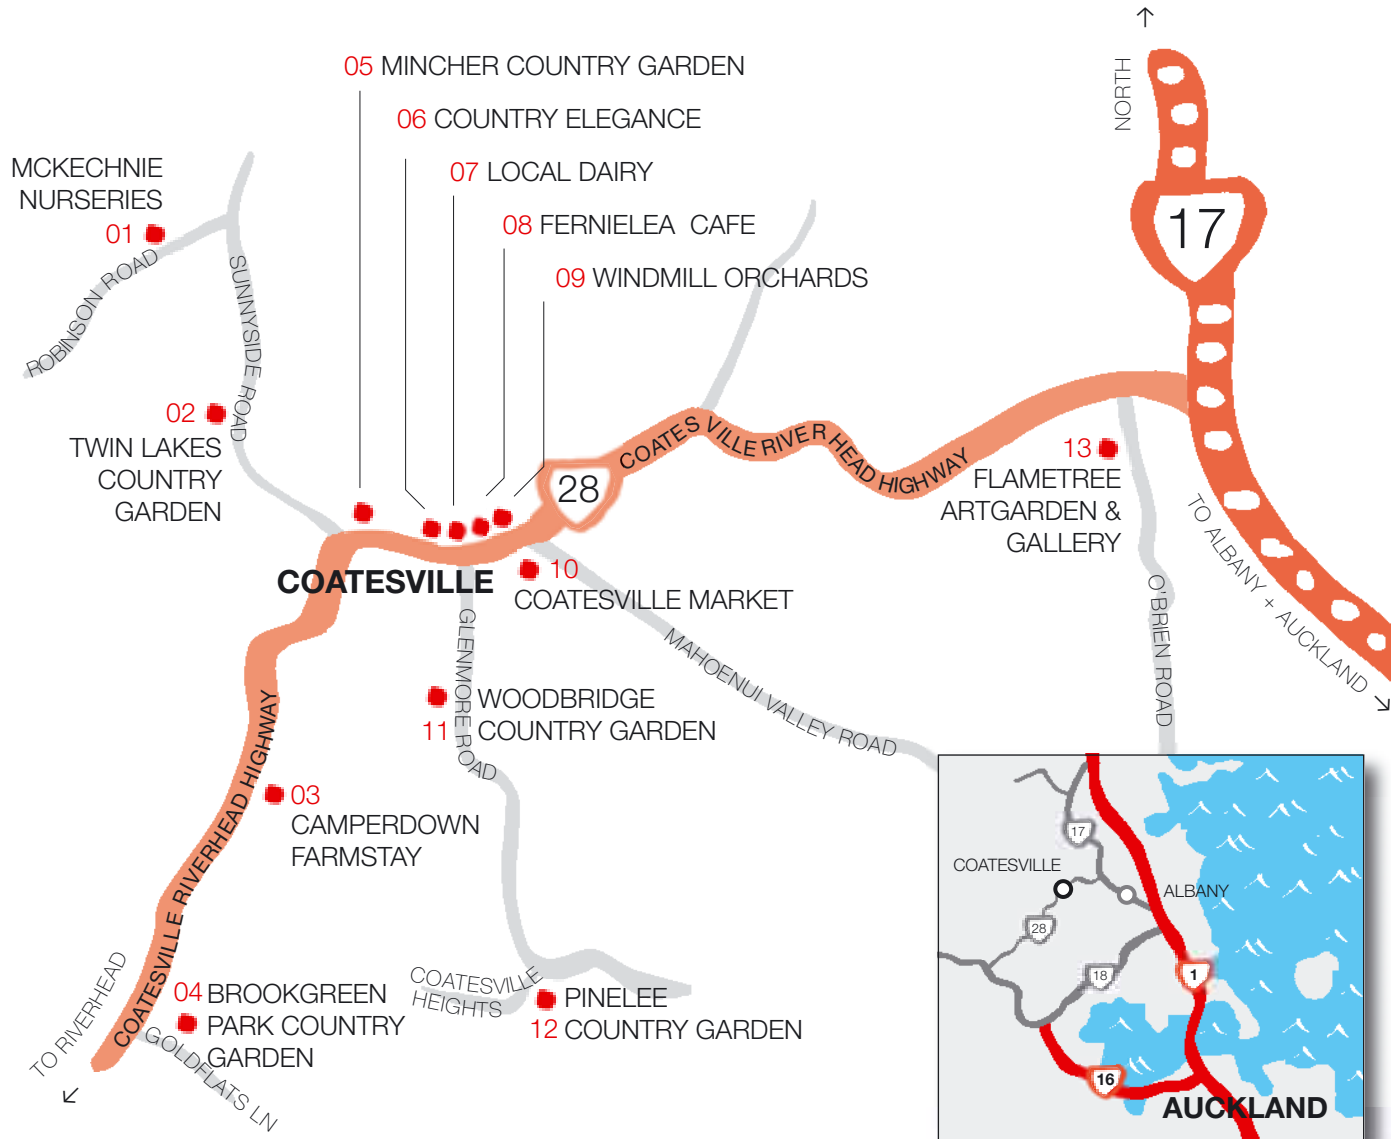 NORTH
05 MINCHER COUNTRY GARDEN
06 COUNTRY ELEGANCE
07 LOCAL DAIRY
08 FERNIELEA CAFE
09 WINDMILL ORCHARDS
MCKECHNIE
NURSERIES
01
ROBINSON ROAD
SUNNYSIDE ROAD
02
TWIN LAKES
COUNTRY
GARDEN
17
28
COATESVILLE RIVERHEAD HIGHWAY
13
FLAMETREE
ARTGARDEN &
GALLERY
TO ALBANY + AUCKLAND
O'BRIEN ROAD
COATESVILLE
10
COATESVILLE MARKET
MAHOENUI VALLEY ROAD
GLENMORE ROAD
WOODBRIDGE
11 COUNTRY GARDEN
COATESVILLE RIVERHEAD HIGHWAY
03
CAMPERDOWN
FARMSTAY
TO RIVERHEAD
04 BROOKGREEN
PARK COUNTRY
GARDEN
GOLDFLATS LN
COATESVILLE
HEIGHTS
PINELEE
12 COUNTRY GARDEN
17
COATESVILLE
ALBANY
28
18
1
16
AUCKLAND